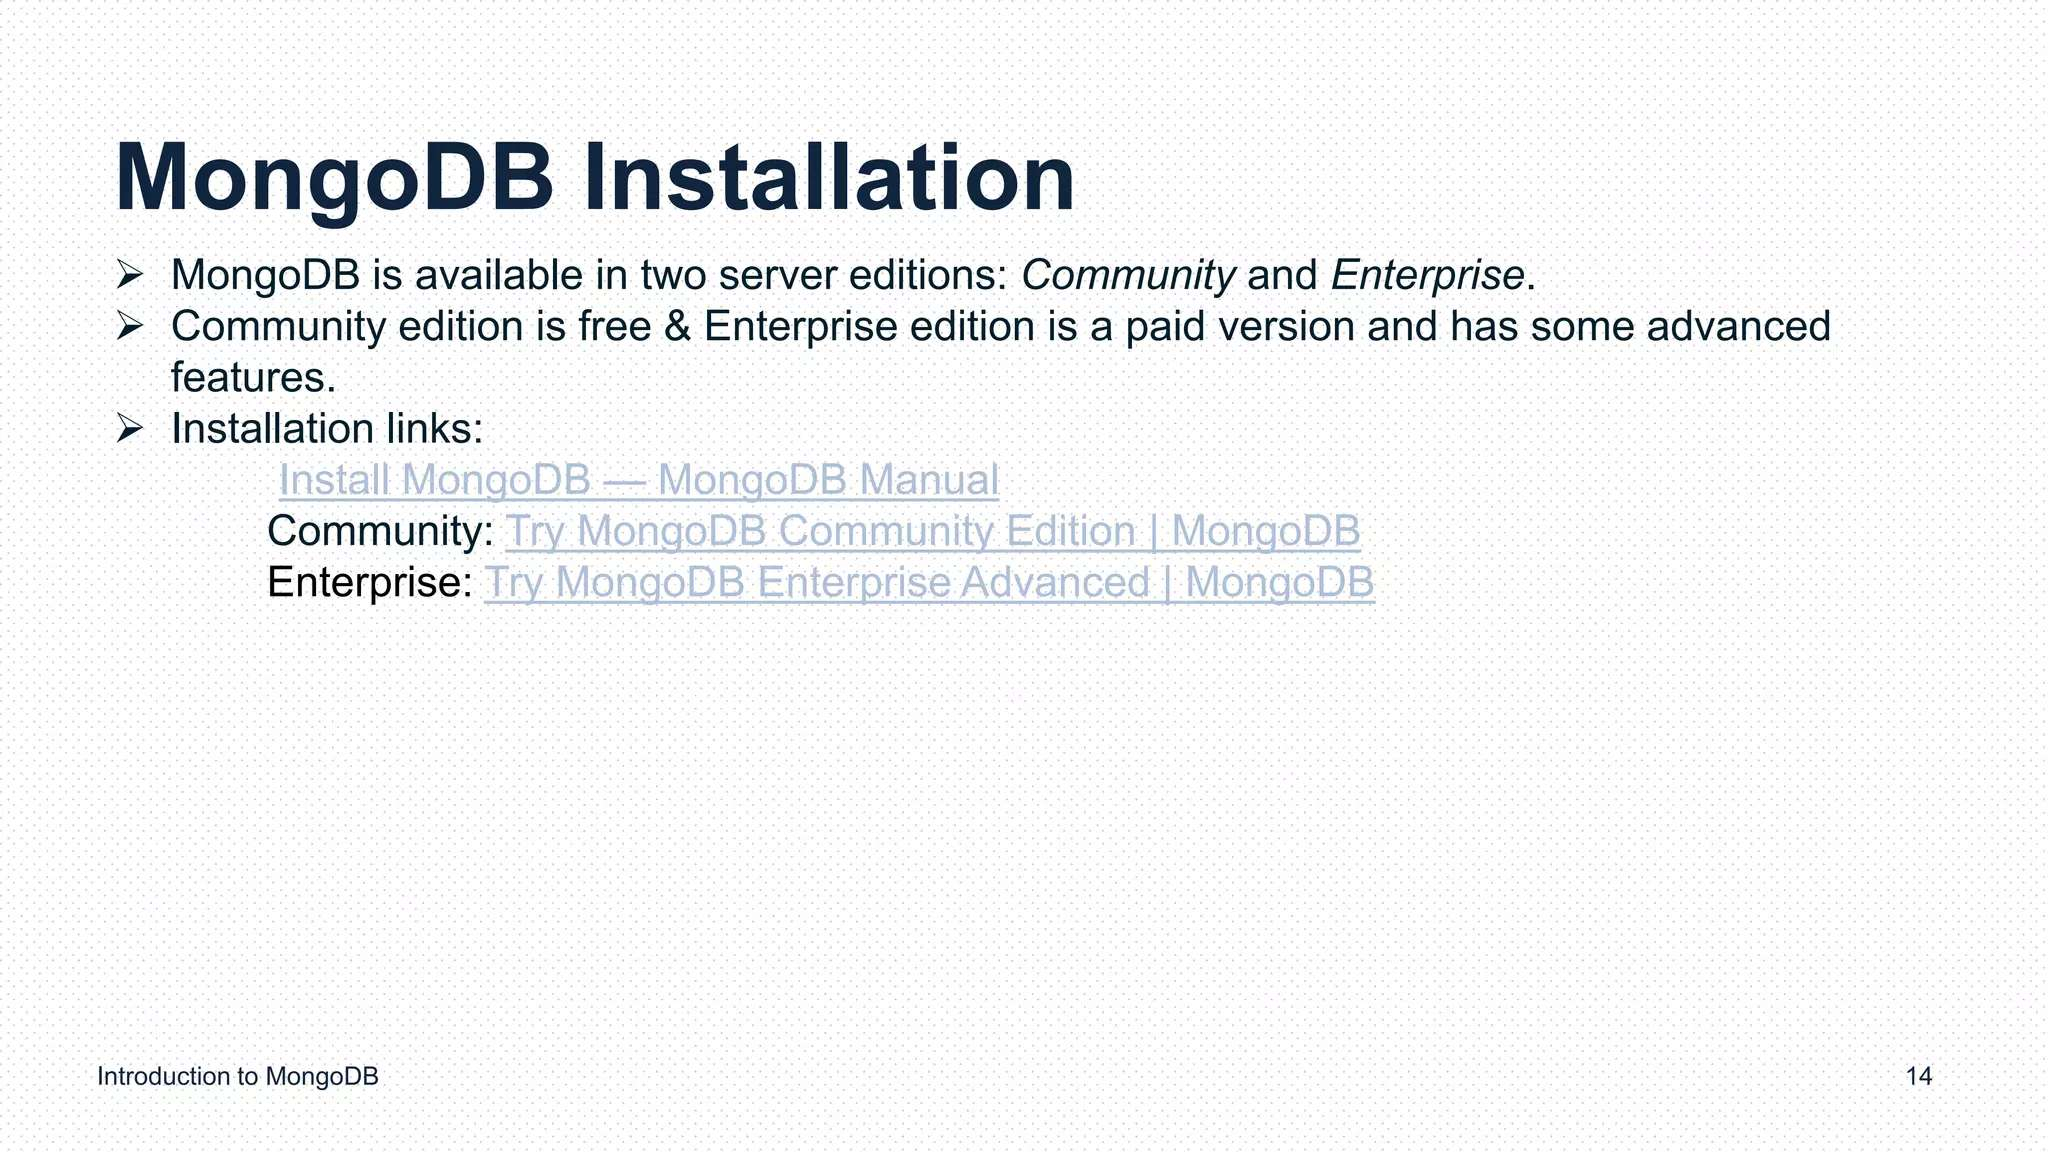 MongoDB Installation
➢ MongoDB is available in two server editions: Community and Enterprise.
➢ Community edition is free & Enterprise edition is a paid version and has some advanced
features.
➢ Installation links:
Install MongoDB — MongoDB Manual
Community: Try MongoDB Community Edition | MongoDB
Enterprise: Try MongoDB Enterprise Advanced | MongoDB
Introduction to MongoDB
14